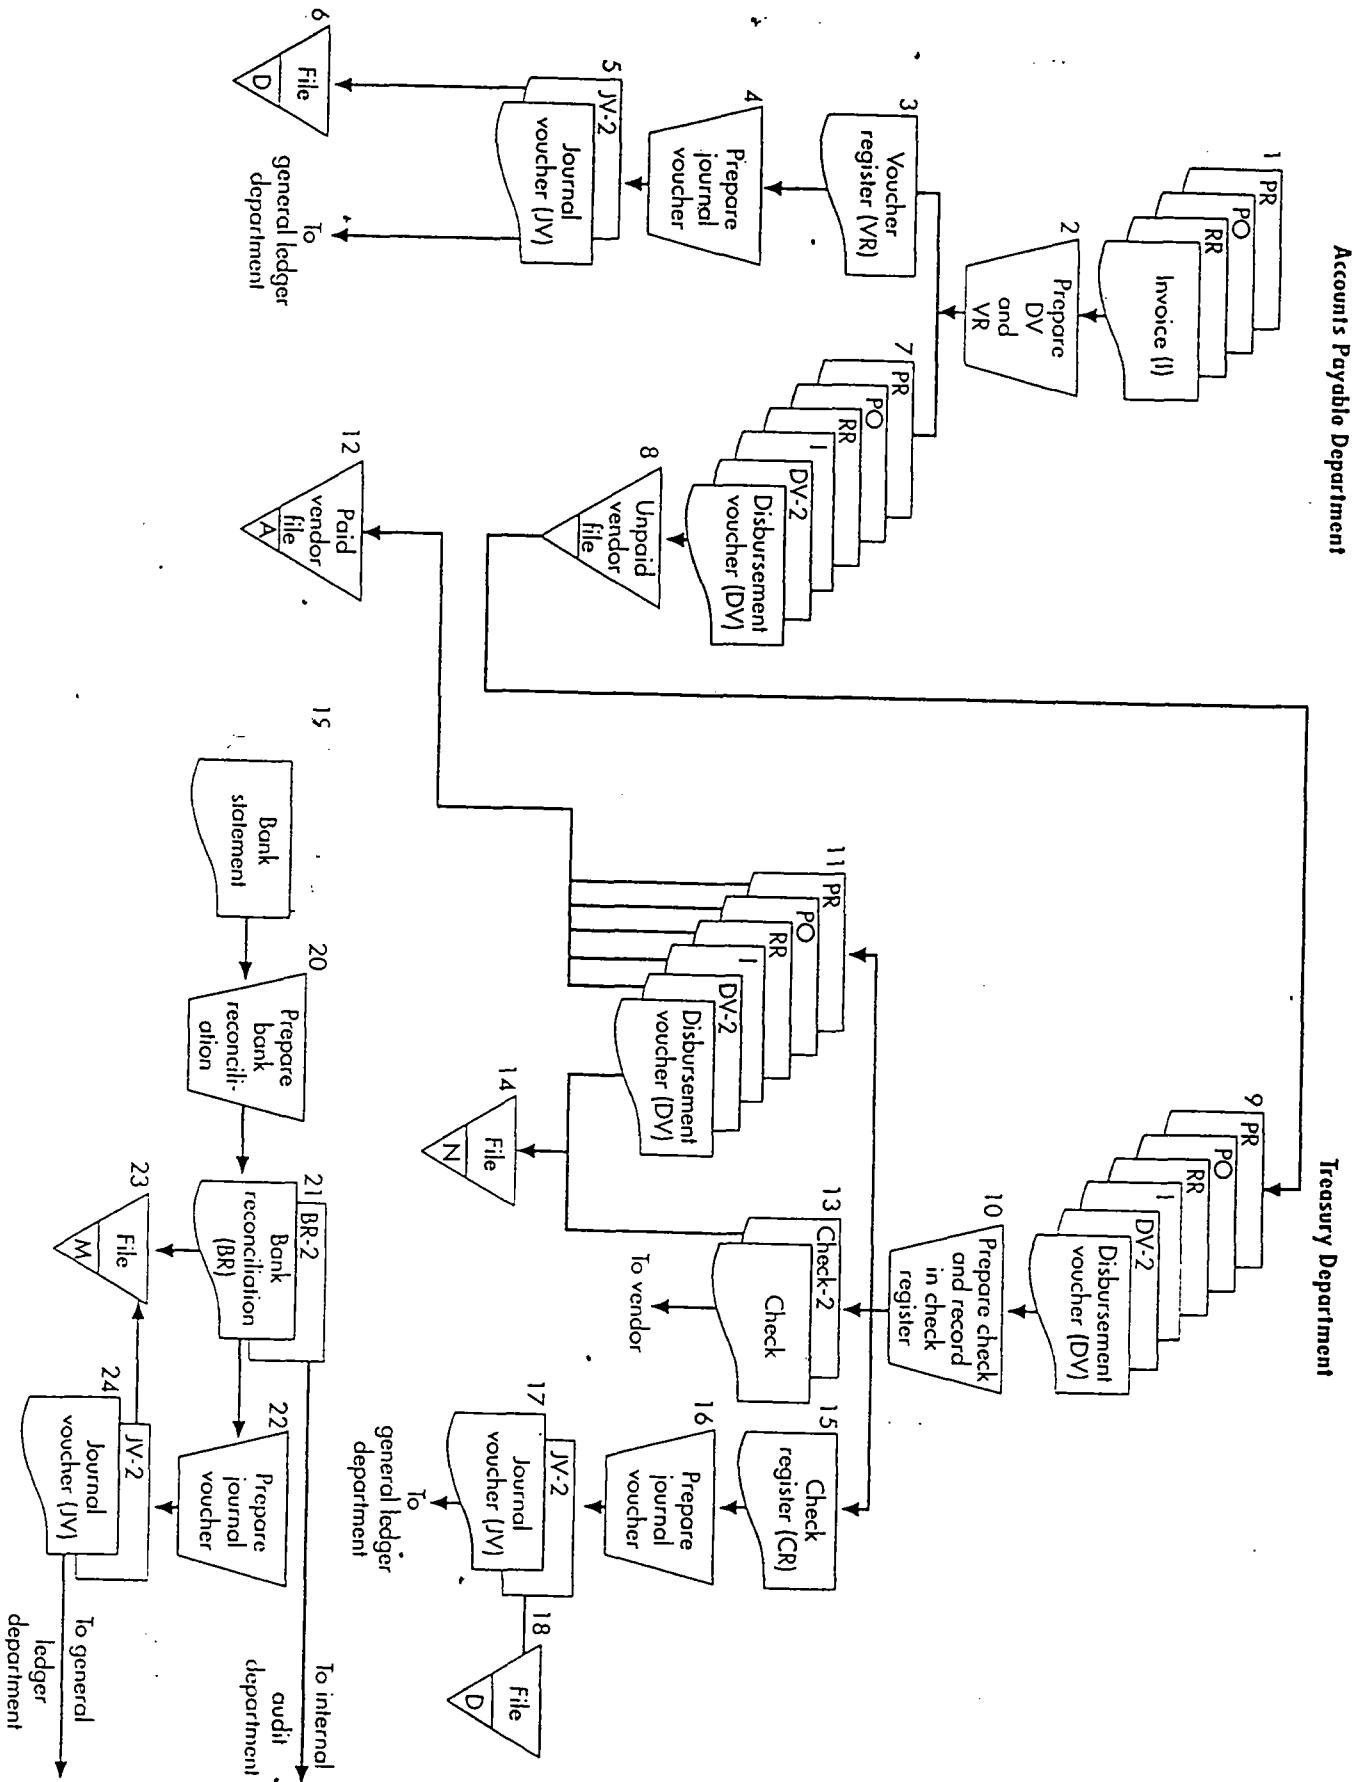 Accounts Payable Department
1
PR
PO
RR
Invoice (I)
2
Prepare
DV
and
VR
3
Voucher
register (VR)
4
Prepare
journal
voucher
5
JV-2
Journal
voucher (JV)
6
File
D
To
general ledger
department
7
PR
PO
RR
I
DV-2
Disbursement
voucher (DV)
8
Unpaid
vendor
file
12
Paid
vendor
file
A
Treasury Department
9
PR
PO
RR
I
DV-2
Disbursement
voucher (DV)
10
Prepare check
and record
in check
register
11
PR
PO
RR
I
DV-2
Disbursement
voucher (DV)
13
Check-2
Check
To vendor
14
File
N
15
Check
register (CR)
16
Prepare
journal
voucher
17
JV-2
Journal
voucher (JV)
To
general ledger
department
18
File
D
19
Bank
statement
20
Prepare
bank
reconcili-
ation
21
BR-2
Bank
reconciliation
(BR)
To internal
audit
department
22
Prepare
journal
voucher
23
File
M
24
JV-2
Journal
voucher (JV)
To general
ledger
department